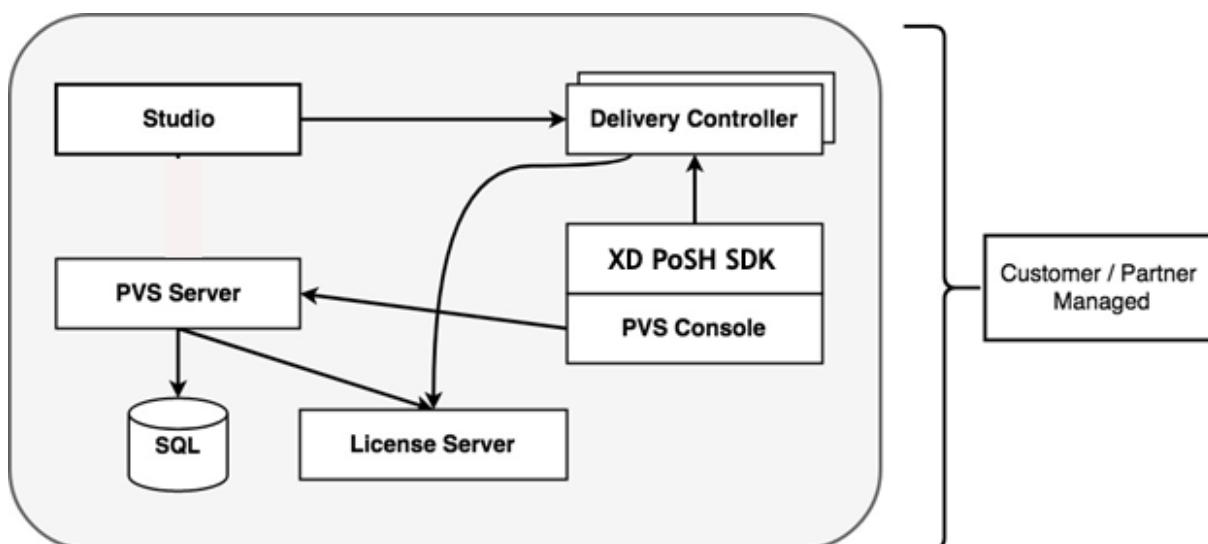 Studio
Delivery Controller
XD PoSH SDK
PVS Server
PVS Console
SQL
License Server
Customer / Partner
Managed